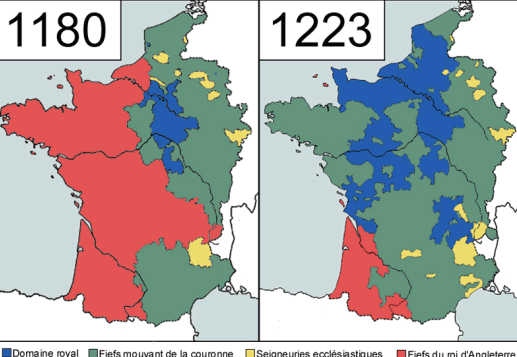 1180
1223
Domaine royal Fiefs mouvant de la couronne Seigneuries ecclésiastiques Fiefs du roi d'Angleterre